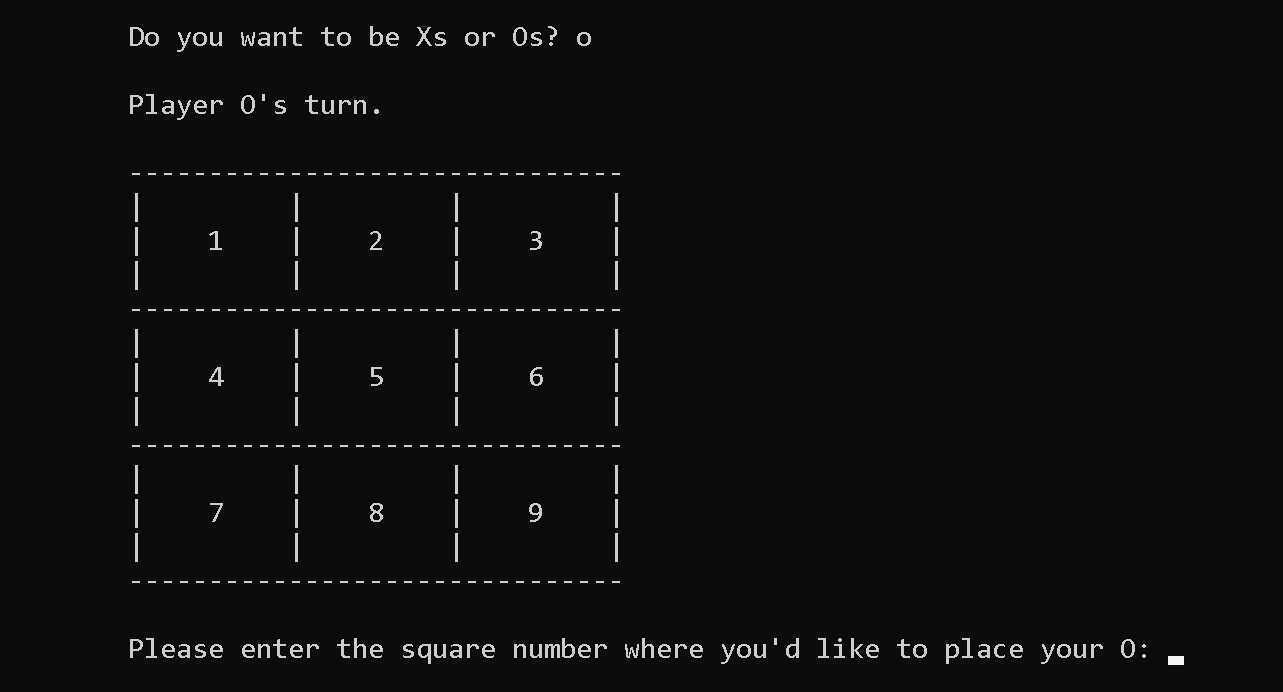 Do you want to be Xs or Os? o
Player O's turn.
-------------------------------
|         |         |         |
|    1    |    2    |    3    |
|         |         |         |
-------------------------------
|         |         |         |
|    4    |    5    |    6    |
|         |         |         |
-------------------------------
|         |         |         |
|    7    |    8    |    9    |
|         |         |         |
-------------------------------
Please enter the square number where you'd like to place your O: